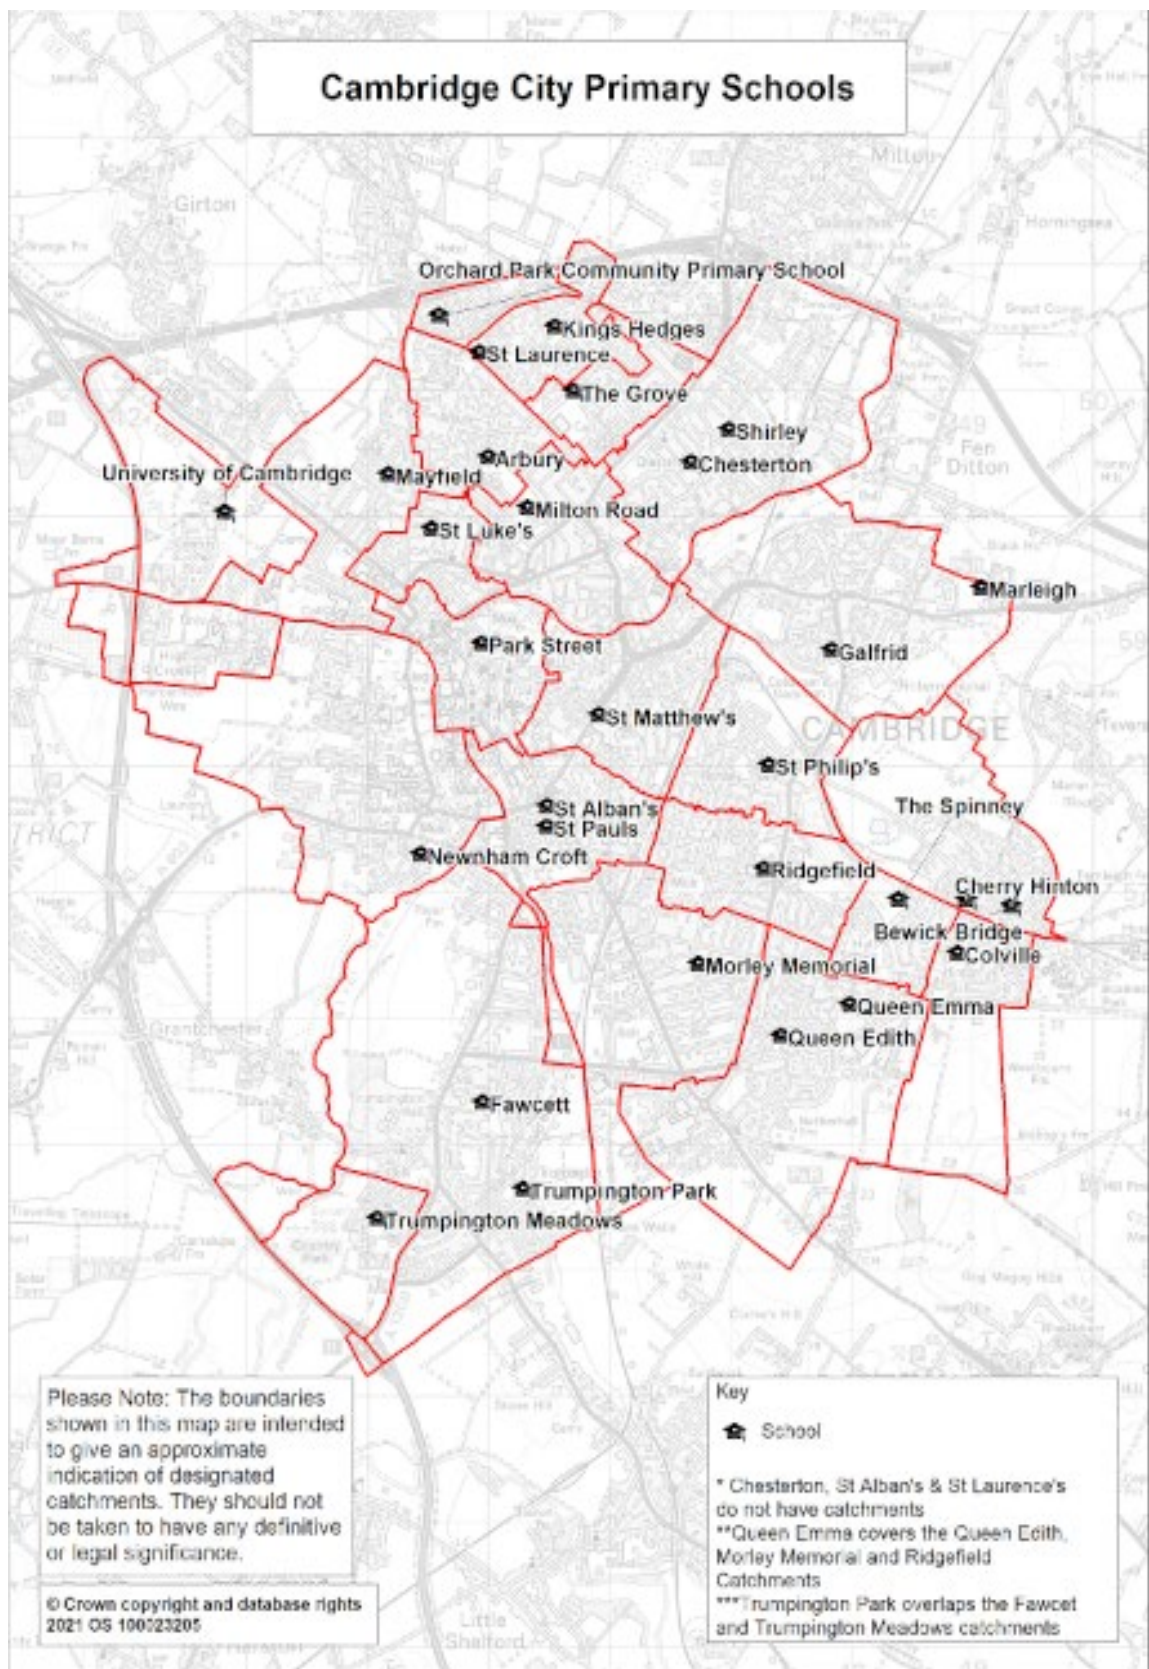 Cambridge City Primary Schools
Milton
Girton
Horningsea
Orchard Park Community Primary School
Kings Hedges
St Laurence
The Grove
Shirley
Fen
Ditton
Chesterton
Arbury
University of Cambridge
Mayfield
Milton Road
St Luke's
Marleigh
Park Street
Galfrid
St Matthew's
CAMBRIDGE
St Philip's
The Spinney
St Alban's
St Pauls
TRICT
Newnham Croft
Ridgefield
Cherry Hinton
Bewick Bridge
Colville
Morley Memorial
Queen Emma
Queen Edith
Grantchester
Fawcett
Trumpington Park
Trumpington Meadows
Please Note: The boundaries
shown in this map are intended
to give an approximate
indication of designated
catchments. They should not
be taken to have any definitive
or legal significance.
© Crown copyright and database rights
2021 OS 100023205
Little
Shelford
Key
School
* Chesterton, St Alban's & St Laurence's
do not have catchments
**Queen Emma covers the Queen Edith,
Morley Memorial and Ridgefield
Catchments
***Trumpington Park overlaps the Fawcet
and Trumpington Meadows catchments